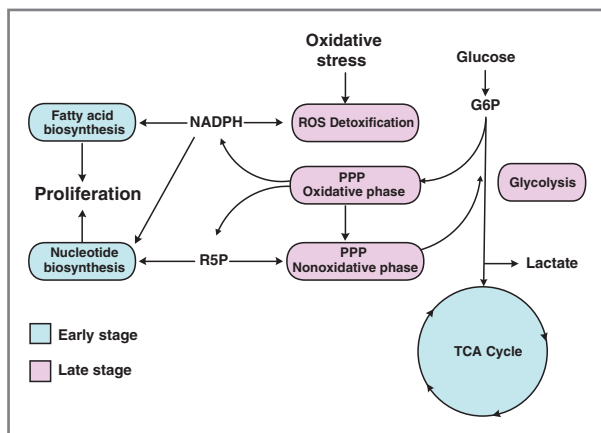 Oxidative
stress
Glucose
Fatty acid
biosynthesis
NADPH
ROS Detoxification
G6P
PPP
Oxidative phase
Glycolysis
Proliferation
Nucleotide
biosynthesis
R5P
PPP
Nonoxidative phase
Lactate
Early stage
Late stage
TCA Cycle